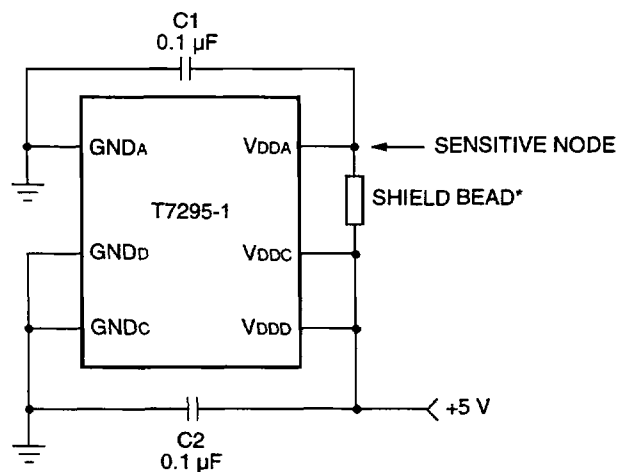 C1
0.1 µF
GNDA
VDDA
SENSITIVE NODE
SHIELD BEAD*
T7295-1
GNDD
VDDC
GNDC
VDDD
+5 V
C2
0.1 µF